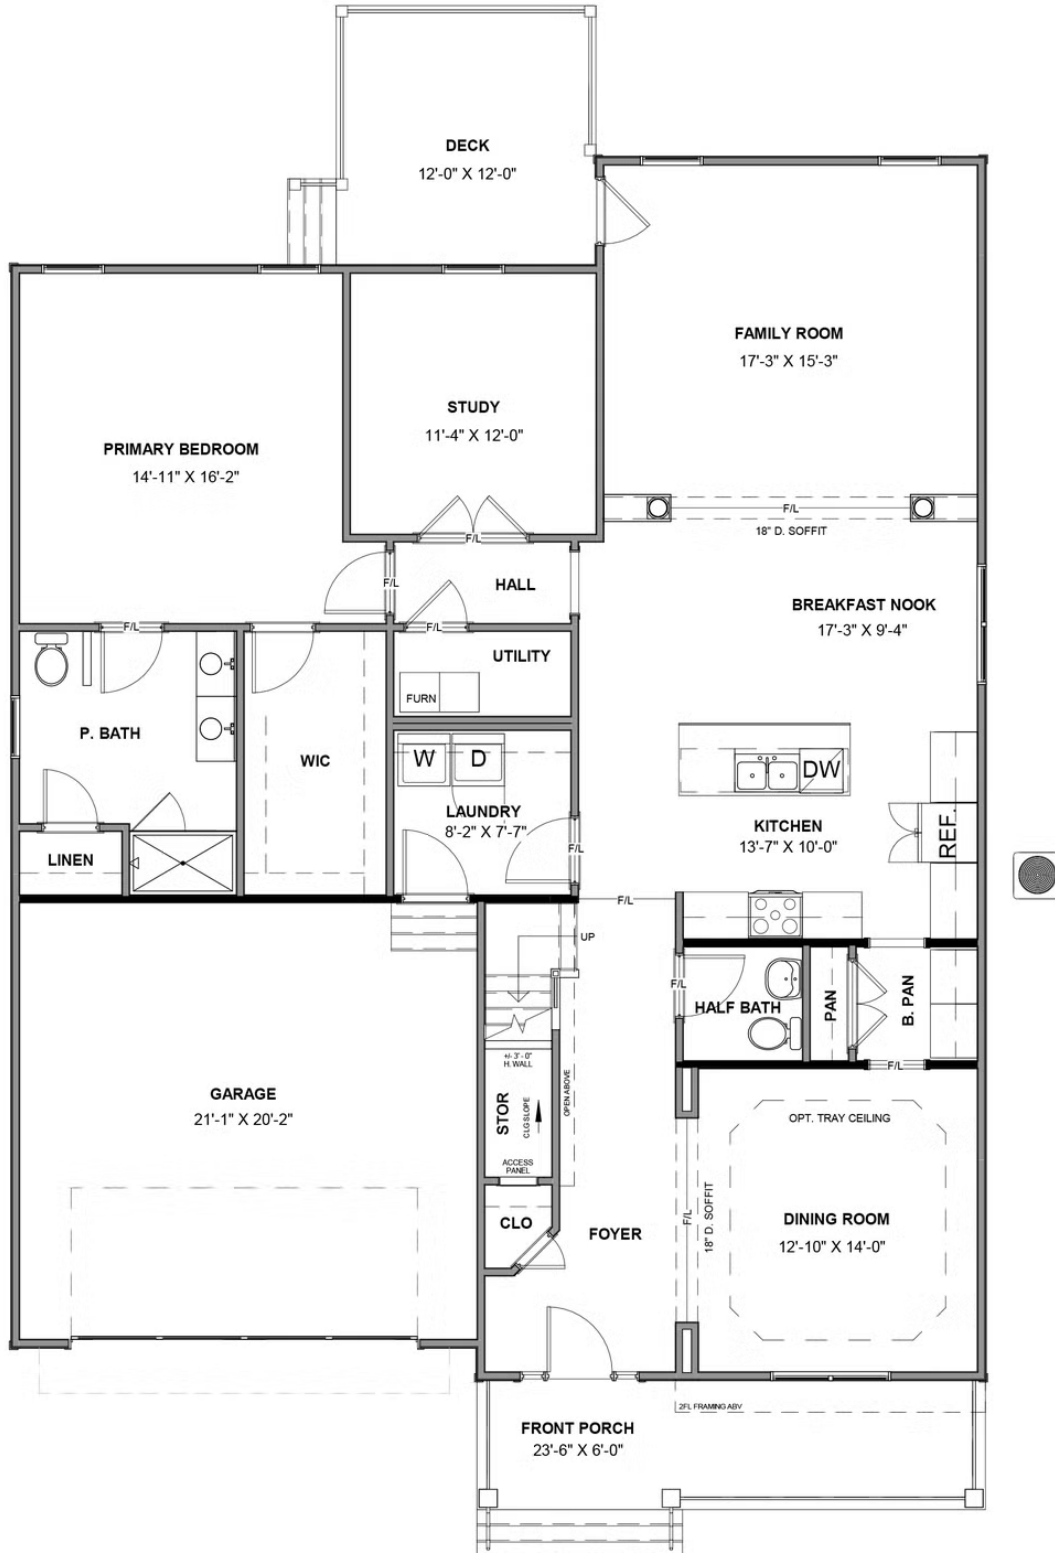 DECK
12'-0" X 12'-0"
FAMILY ROOM
17'-3" X 15'-3"
STUDY
11'-4" X 12'-0"
PRIMARY BEDROOM
14'-11" X 16'-2"
F/L
18" D. SOFFIT
F/L
F/L
HALL
BREAKFAST NOOK
17'-3" X 9'-4"
F/L
F/L
UTILITY
FURN
P. BATH
WIC
W
D
DW
LAUNDRY
8'-2" X 7'-7"
KITCHEN
13'-7" X 10'-0"
REF.
F/L
LINEN
F/L
UP
F/L
HALF BATH
PAN
B. PAN
+/- 3' - 0"
H. WALL
F/L
GARAGE
21'-1" X 20'-2"
STOR
CLG SLOPE
OPEN ABOVE
OPT. TRAY CEILING
ACCESS
PANEL
CLO
FOYER
F/L
18" D. SOFFIT
DINING ROOM
12'-10" X 14'-0"
2FL FRAMING ABV
FRONT PORCH
23'-6" X 6'-0"